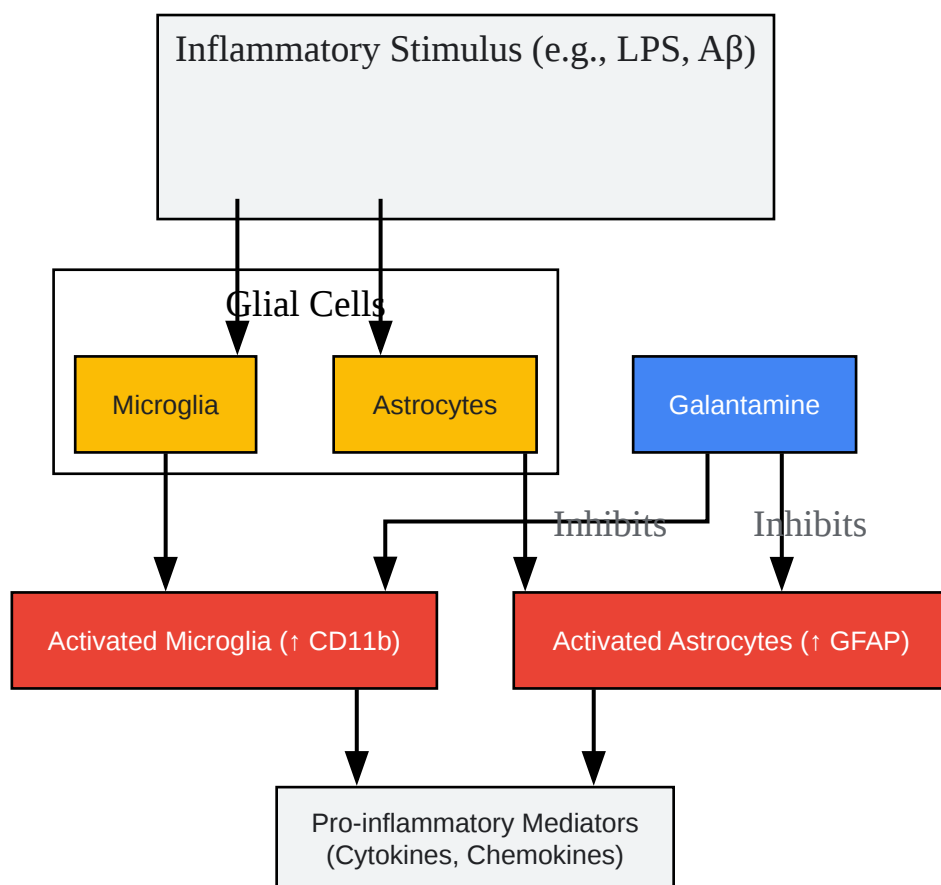 Inflammatory Stimulus (e.g., LPS, Aβ)
Glial Cells
Microglia
Astrocytes
Galantamine
Inhibits
Inhibits
Activated Microglia (↑ CD11b)
Activated Astrocytes (↑ GFAP)
Pro-inflammatory Mediators
(Cytokines, Chemokines)